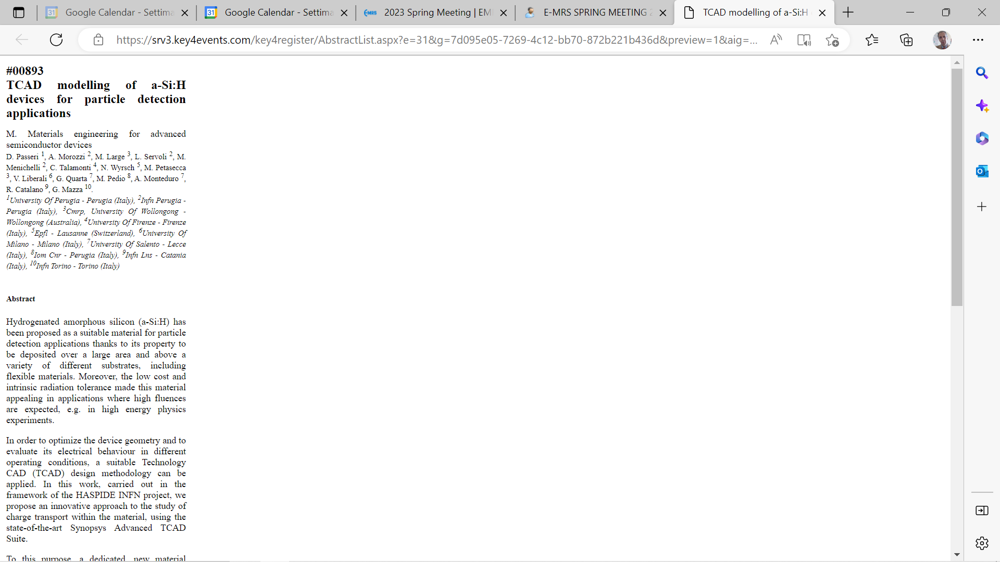 Google Calendar - Settima
Google Calendar - Settima
2023 Spring Meeting | EM
E-MRS SPRING MEETING 2
TCAD modelling of a-Si:H
https://srv3.key4events.com/key4register/AbstractList.aspx?e=31&g=7d095e05-7269-4c12-bb70-872b221b436d&preview=1&aig=...
#00893
TCAD modelling of a-Si:H
devices for particle detection
applications
M. Materials engineering for advanced
semiconductor devices
D. Passeri 1, A. Morozzi 2, M. Large 3, L. Servoli 2, M.
Menichelli 2, C. Talamonti 4, N. Wyrsch 5, M. Petasecca
3, V. Liberali 6, G. Quarta 7, M. Pedio 8, A. Monteduro 7,
R. Catalano 9, G. Mazza 10.
1University Of Perugia - Perugia (Italy), 2Infn Perugia -
Perugia (Italy), 3Cmrp, University Of Wollongong -
Wollongong (Australia), 4University Of Firenze - Firenze
(Italy), 5Epfl - Lausanne (Switzerland), 6University Of
Milano - Milano (Italy), 7University Of Salento - Lecce
(Italy), 8Iom Cnr - Perugia (Italy), 9Infn Lns - Catania
(Italy), 10Infn Torino - Torino (Italy)
Abstract
Hydrogenated amorphous silicon (a-Si:H) has
been proposed as a suitable material for particle
detection applications thanks to its property to
be deposited over a large area and above a
variety of different substrates, including
flexible materials. Moreover, the low cost and
intrinsic radiation tolerance made this material
appealing in applications where high fluences
are expected, e.g. in high energy physics
experiments.
In order to optimize the device geometry and to
evaluate its electrical behaviour in different
operating conditions, a suitable Technology
CAD (TCAD) design methodology can be
applied. In this work, carried out in the
framework of the HASPIDE INFN project, we
propose an innovative approach to the study of
charge transport within the material, using the
state-of-the-art Synopsys Advanced TCAD
Suite.
To this purpose, a dedicated, new material